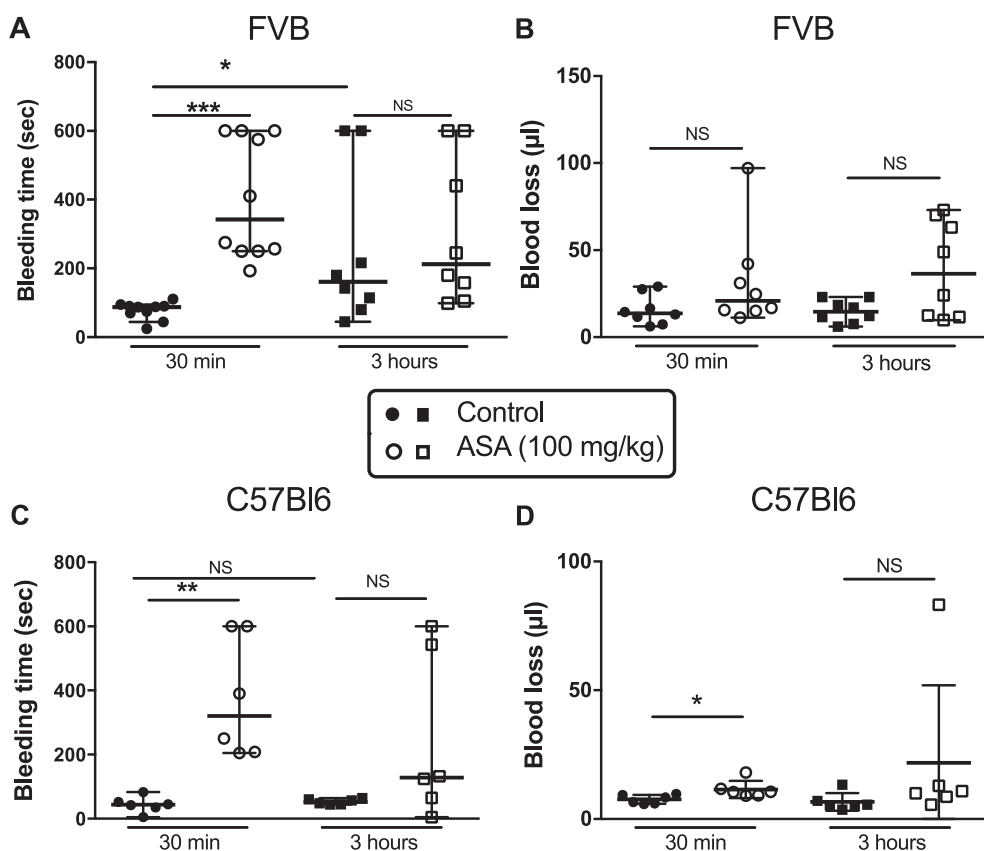 A
FVB
800
600
400
200
0
Bleeding time (sec)
*
***
NS
30 min
3 hours
B
FVB
150
100
50
0
Blood loss (µl)
NS
NS
30 min
3 hours
Control
ASA (100 mg/kg)
C
C57Bl6
800
600
400
200
0
Bleeding time (sec)
NS
**
NS
30 min
3 hours
D
C57Bl6
100
50
0
Blood loss (µl)
*
NS
30 min
3 hours